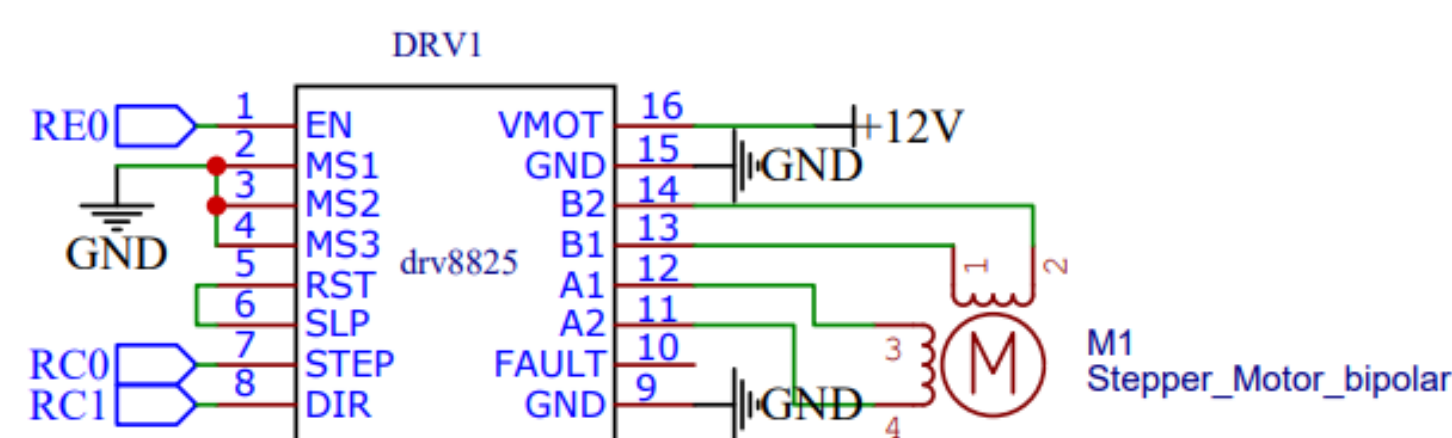 DRV1
RE0 1 EN VMOT 16 +12V
2 MS1 GND 15 GND
3 MS2 B2 14
GND 4 MS3 B1 13 1 2
drv8825
5 RST A1 12
6 SLP A2 11 3 M M1
RC0 7 STEP FAULT 10 Stepper_Motor_bipolar
RC1 8 DIR GND 9 GND 4